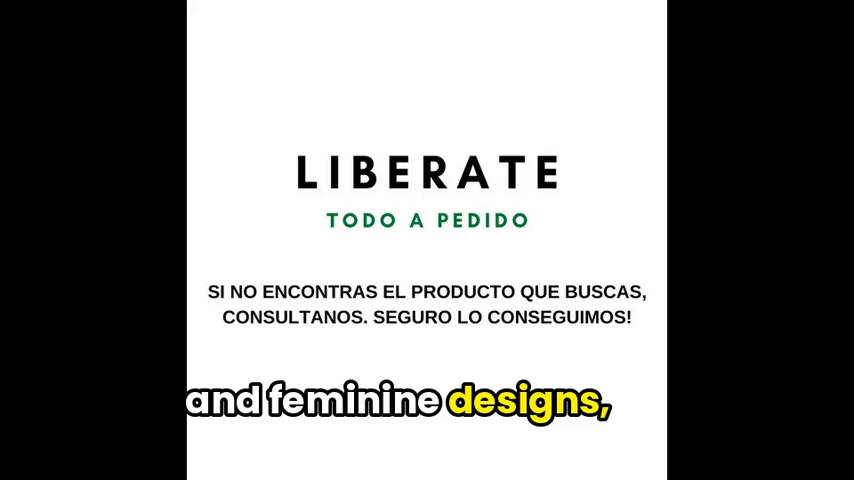 LIBERATE
TODO A PEDIDO
SI NO ENCONTRAS EL PRODUCTO QUE BUSCAS,
CONSULTANOS. SEGURO LO CONSEGUIMOS!
and feminine designs,